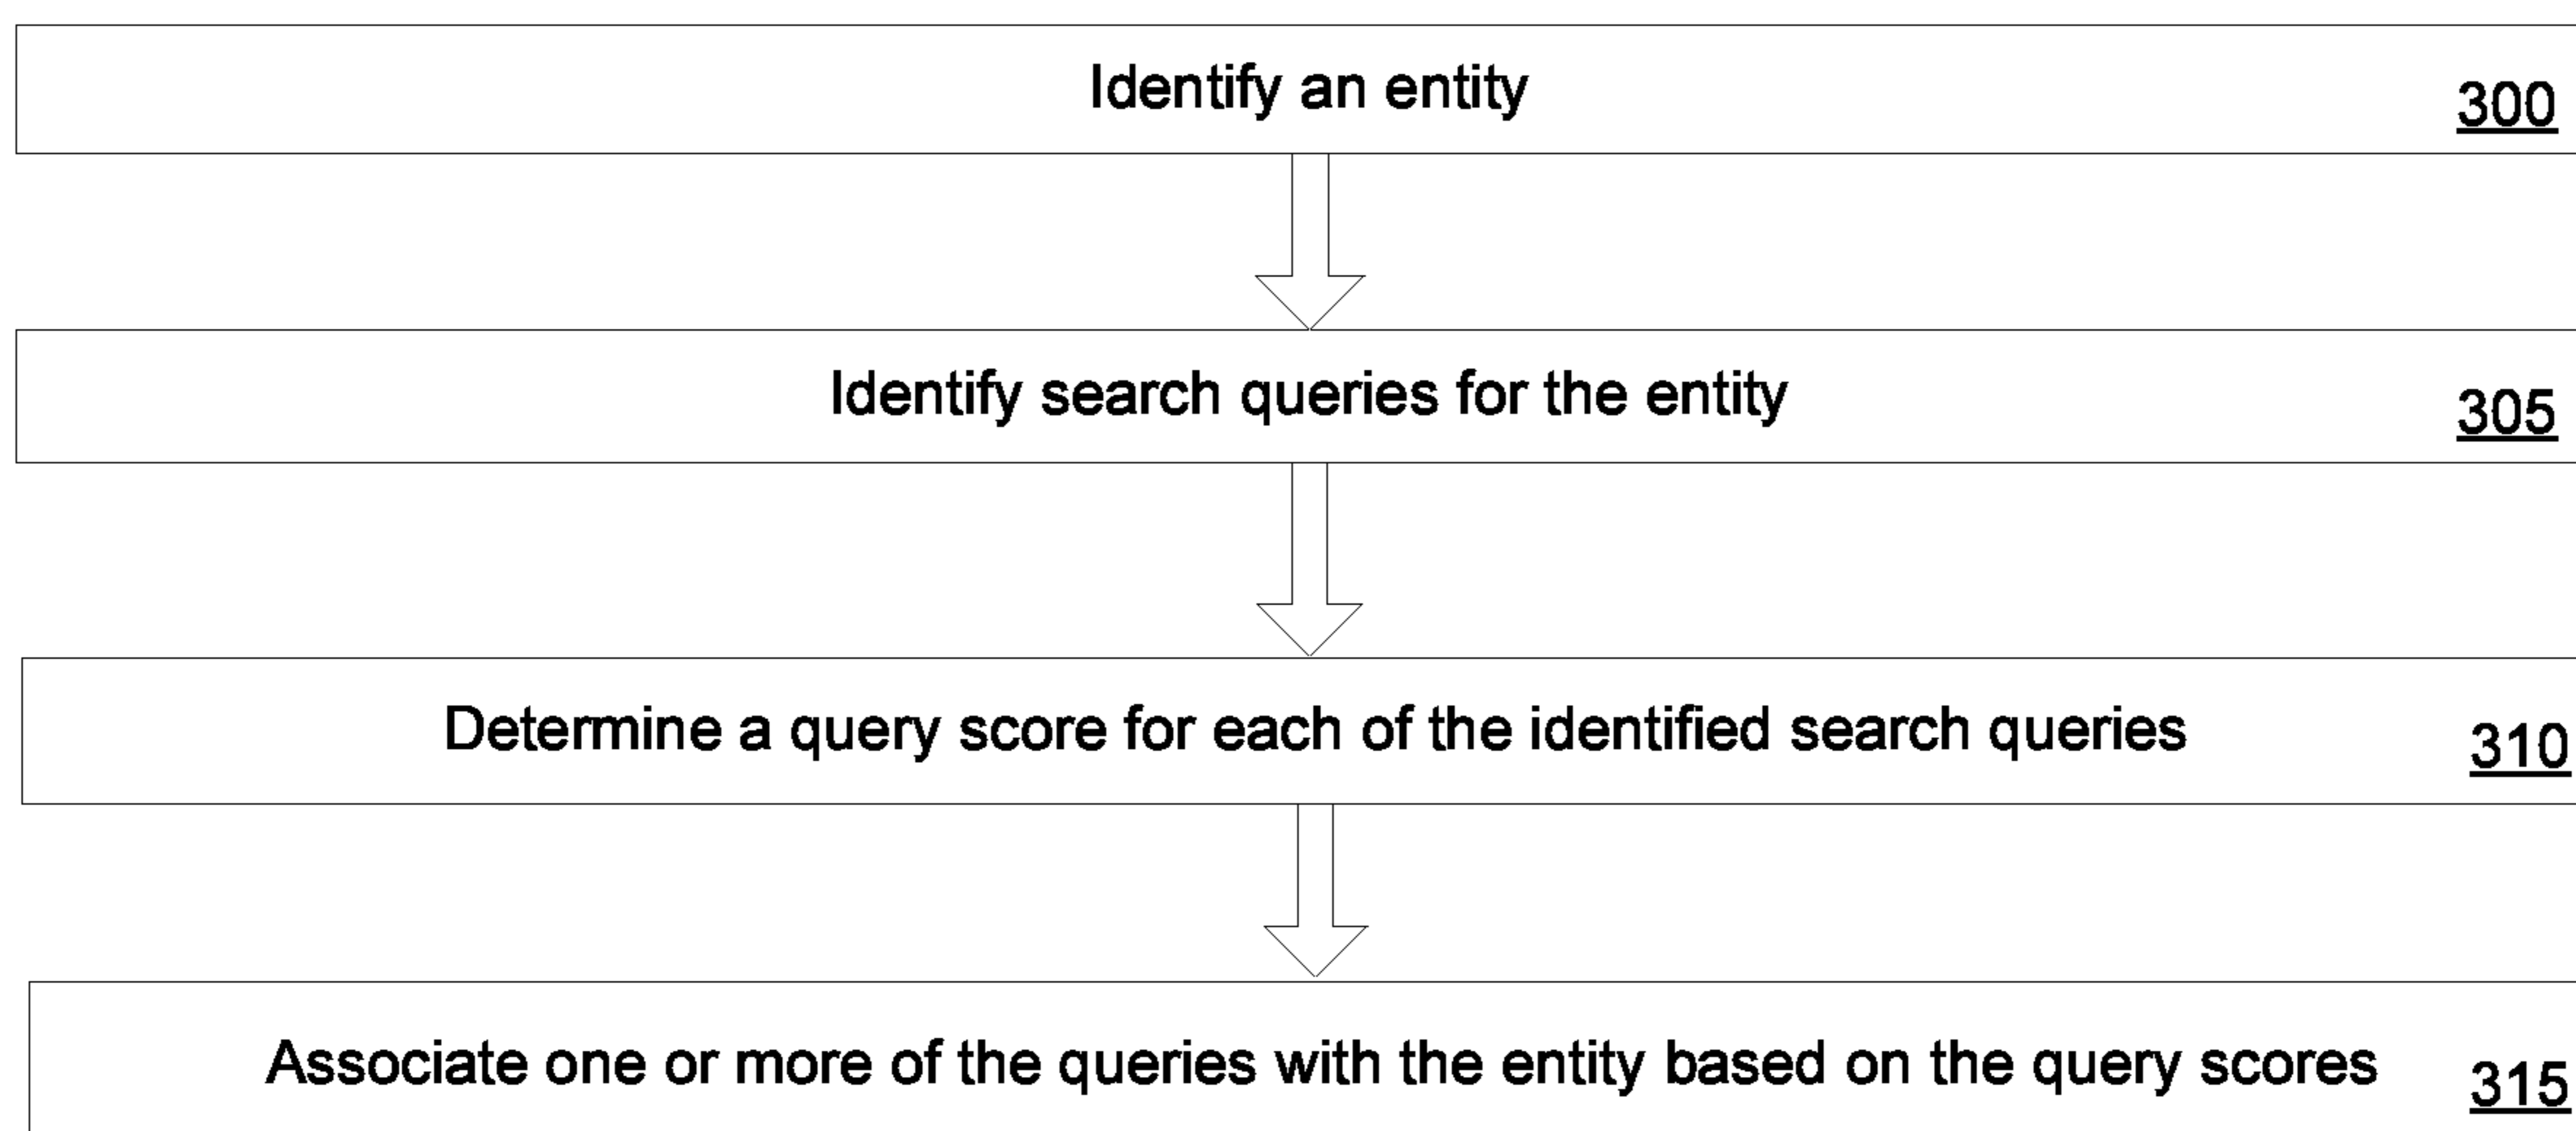 Identify an entity
300
Identify search queries for the entity
305
Determine a query score for each of the identified search queries
310
Associate one or more of the queries with the entity based on the query scores
315